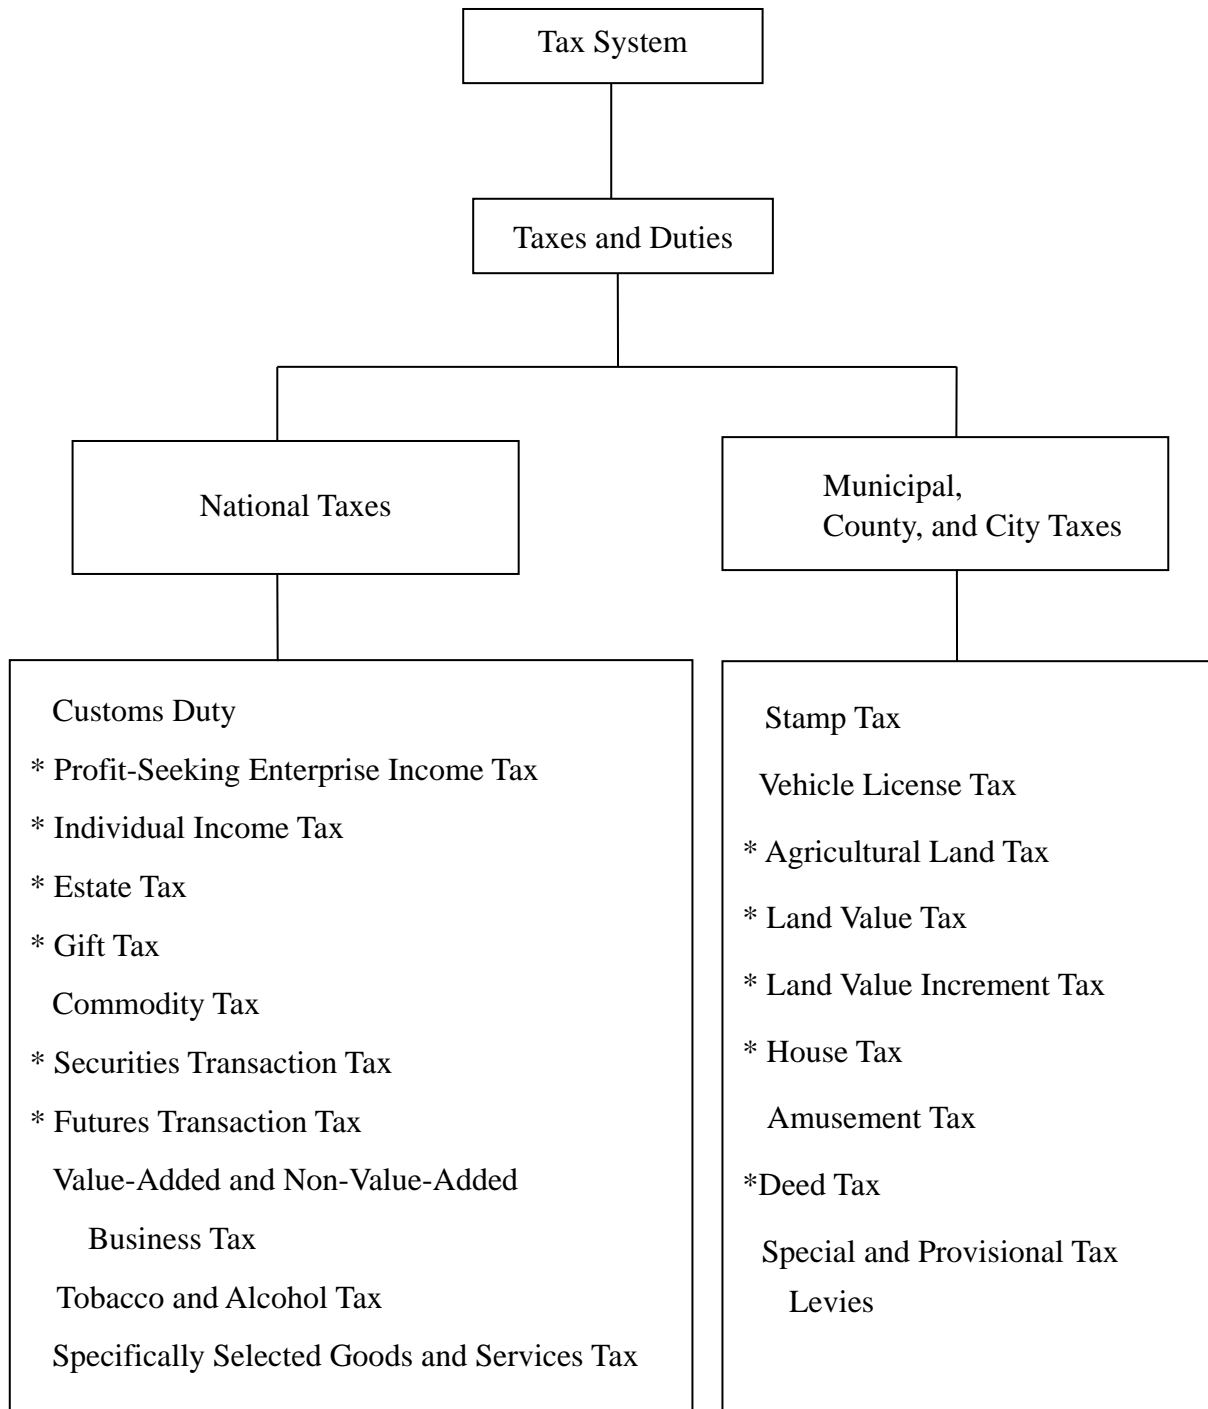 Tax System
Taxes and Duties
National Taxes
Municipal,
County, and City Taxes
Customs Duty
* Profit-Seeking Enterprise Income Tax
* Individual Income Tax
* Estate Tax
* Gift Tax
Commodity Tax
* Securities Transaction Tax
* Futures Transaction Tax
Value-Added and Non-Value-Added
Business Tax
Tobacco and Alcohol Tax
Specifically Selected Goods and Services Tax
Stamp Tax
Vehicle License Tax
* Agricultural Land Tax
* Land Value Tax
* Land Value Increment Tax
* House Tax
Amusement Tax
*Deed Tax
Special and Provisional Tax
Levies